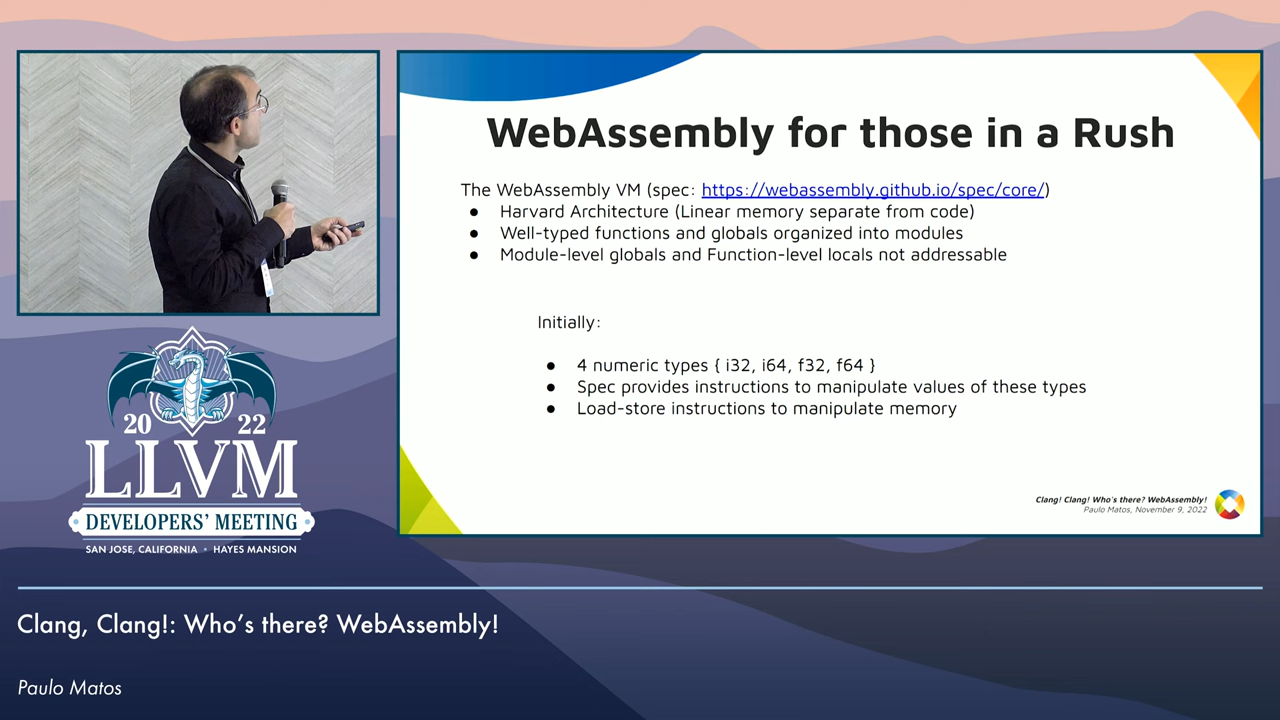 WebAssembly for those in a Rush
The WebAssembly VM (spec: https://webassembly.github.io/spec/core/)
● Harvard Architecture (Linear memory separate from code)
● Well-typed functions and globals organized into modules
● Module-level globals and Function-level locals not addressable
Initially:
● 4 numeric types { i32, i64, f32, f64 }
● Spec provides instructions to manipulate values of these types
● Load-store instructions to manipulate memory
Clang! Clang! Who's there? WebAssembly!
Paulo Matos, November 9, 2022
20 22
LLVM
DEVELOPERS' MEETING
SAN JOSE, CALIFORNIA • HAYES MANSION
Clang, Clang!: Who's there? WebAssembly!
Paulo Matos